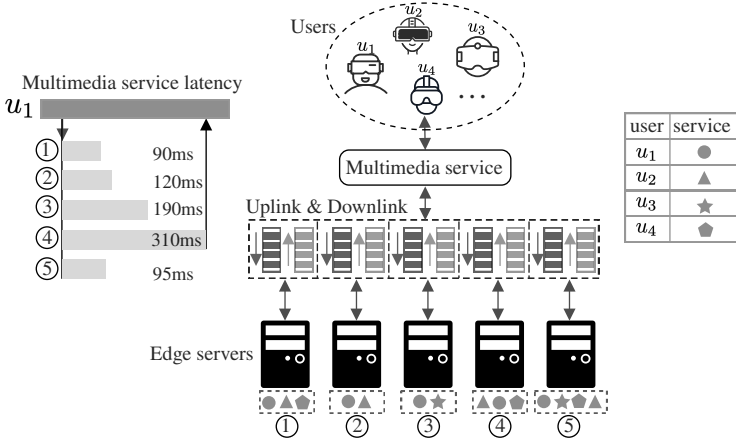 Users
u1
u2
u3
u4
...
Multimedia service latency
u1
① 90ms
② 120ms
③ 190ms
④ 310ms
⑤ 95ms
Multimedia service
Uplink & Downlink
Edge servers
① ② ③ ④ ⑤
user service
u1
u2
u3
u4